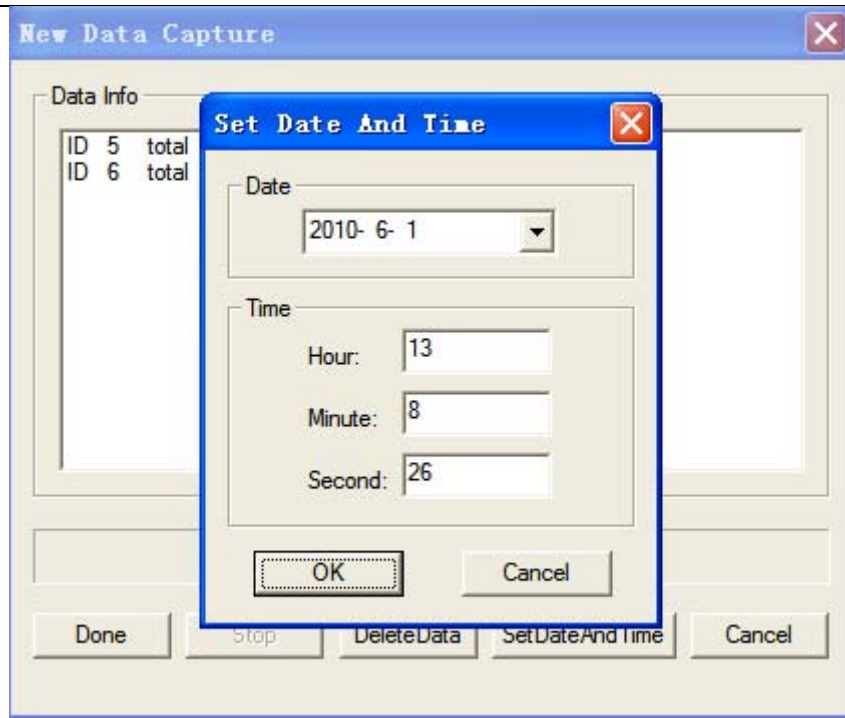 New Data Capture
Data Info
ID 5 total
ID 6 total
Set Date And Time
Date
2010- 6- 1
Time
Hour: 13
Minute: 8
Second: 26
OK Cancel
Done Stop DeleteData SetDateAndTime Cancel